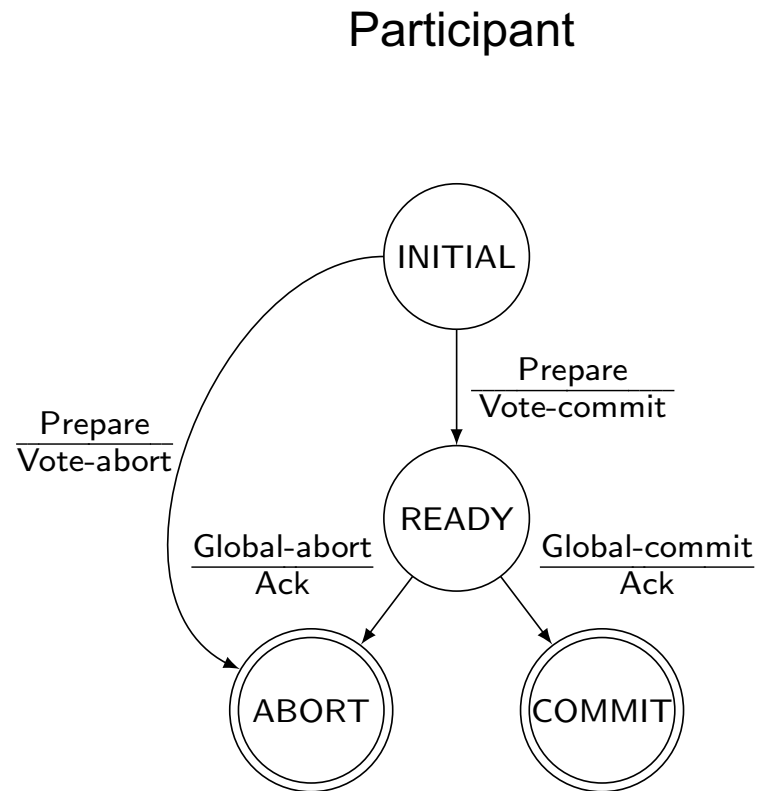 Participant
INITIAL
Prepare
Vote-commit
Prepare
Vote-abort
READY
Global-abort
Ack
Global-commit
Ack
ABORT
COMMIT